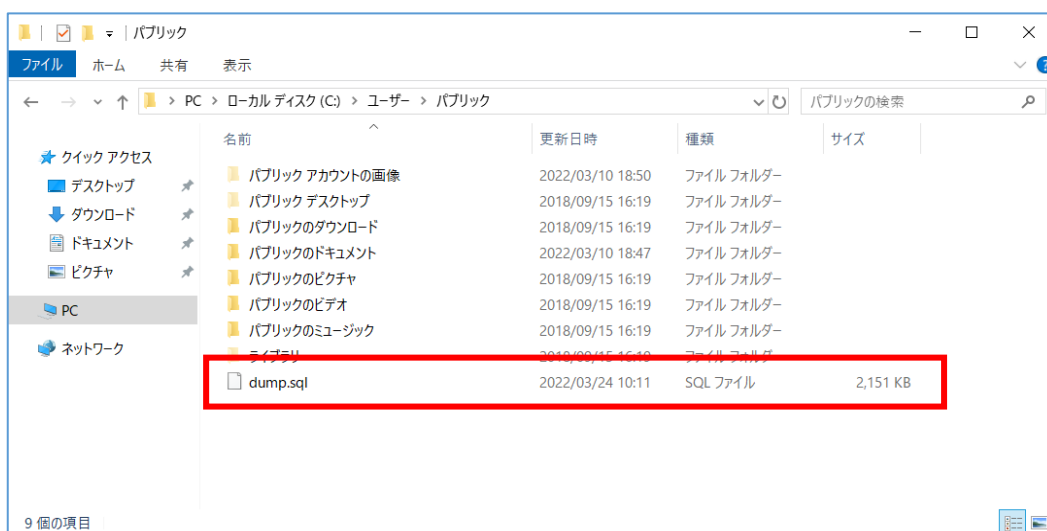 パブリック
ファイル ホーム 共有 表示
PC > ローカル ディスク (C:) > ユーザー > パブリック パブリックの検索
名前 更新日時 種類 サイズ
クイック アクセス
デスクトップ
ダウンロード
ドキュメント
ピクチャ
PC
ネットワーク
パブリック アカウントの画像 2022/03/10 18:50 ファイル フォルダー
パブリック デスクトップ 2018/09/15 16:19 ファイル フォルダー
パブリックのダウンロード 2018/09/15 16:19 ファイル フォルダー
パブリックのドキュメント 2022/03/10 18:47 ファイル フォルダー
パブリックのピクチャ 2018/09/15 16:19 ファイル フォルダー
パブリックのビデオ 2018/09/15 16:19 ファイル フォルダー
パブリックのミュージック 2018/09/15 16:19 ファイル フォルダー
ライブラリ 2018/09/15 16:19 ファイル フォルダー
dump.sql 2022/03/24 10:11 SQL ファイル 2,151 KB
9 個の項目